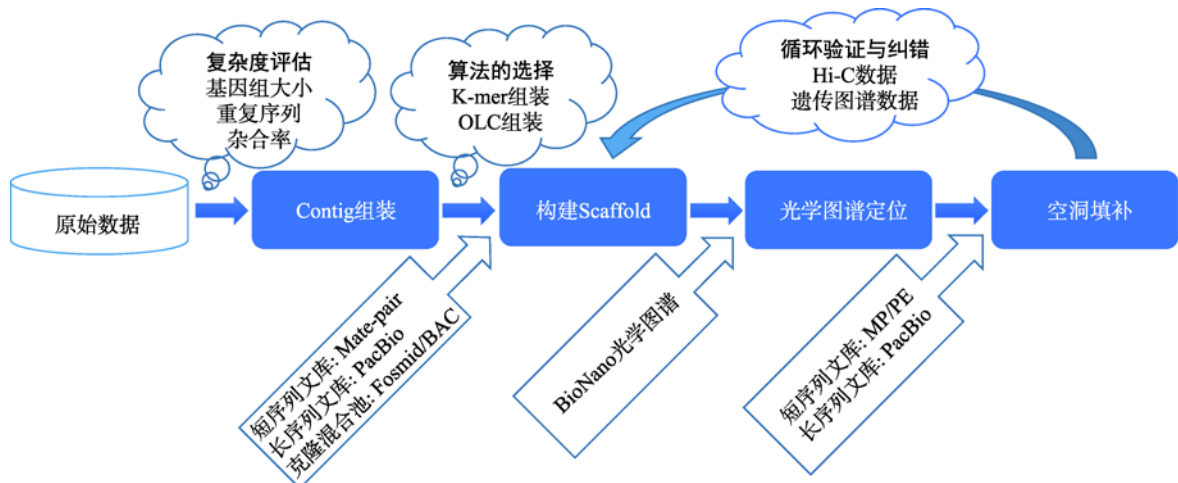 复杂度评估
基因组大小
重复序列
杂合率
算法的选择
K-mer组装
OLC组装
循环验证与纠错
Hi-C数据
遗传图谱数据
原始数据
Contig组装
构建Scaffold
光学图谱定位
空洞填补
短序列文库: Mate-pair
长序列文库: PacBio
克隆混合池: Fosmid/BAC
BioNano光学图谱
短序列文库: MP/PE
长序列文库: PacBio